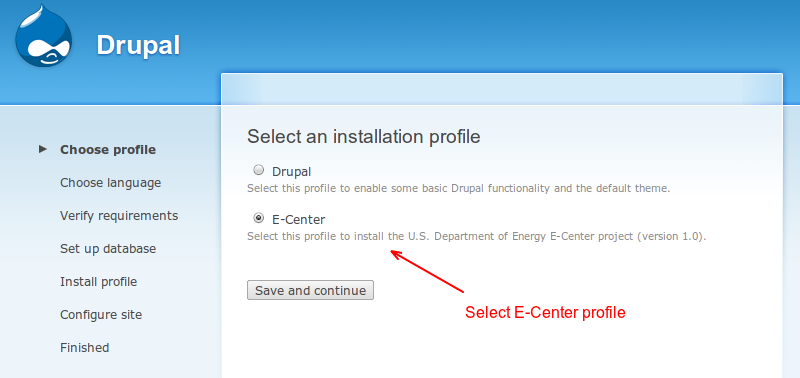 Drupal
Choose profile
Choose language
Verify requirements
Set up database
Install profile
Configure site
Finished
Select an installation profile
Drupal
Select this profile to enable some basic Drupal functionality and the default theme.
E-Center
Select this profile to install the U.S. Department of Energy E-Center project (version 1.0).
Save and continue
Select E-Center profile